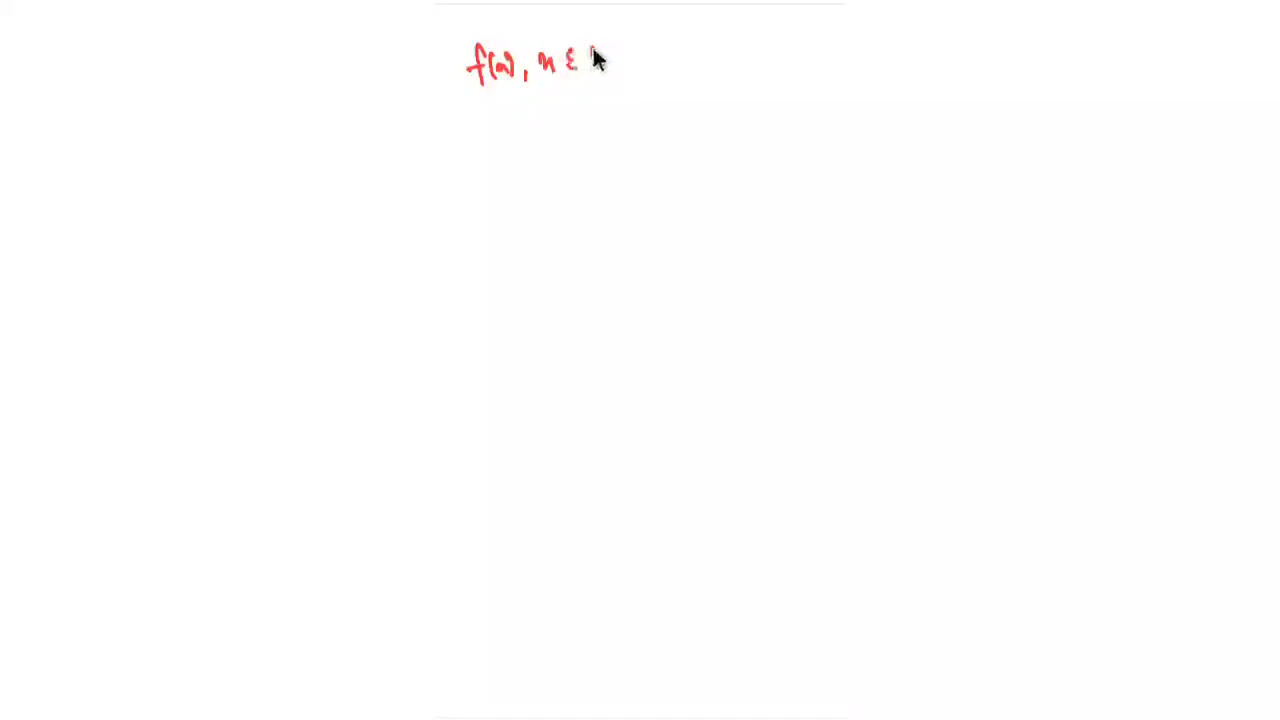 f(x), x ∈